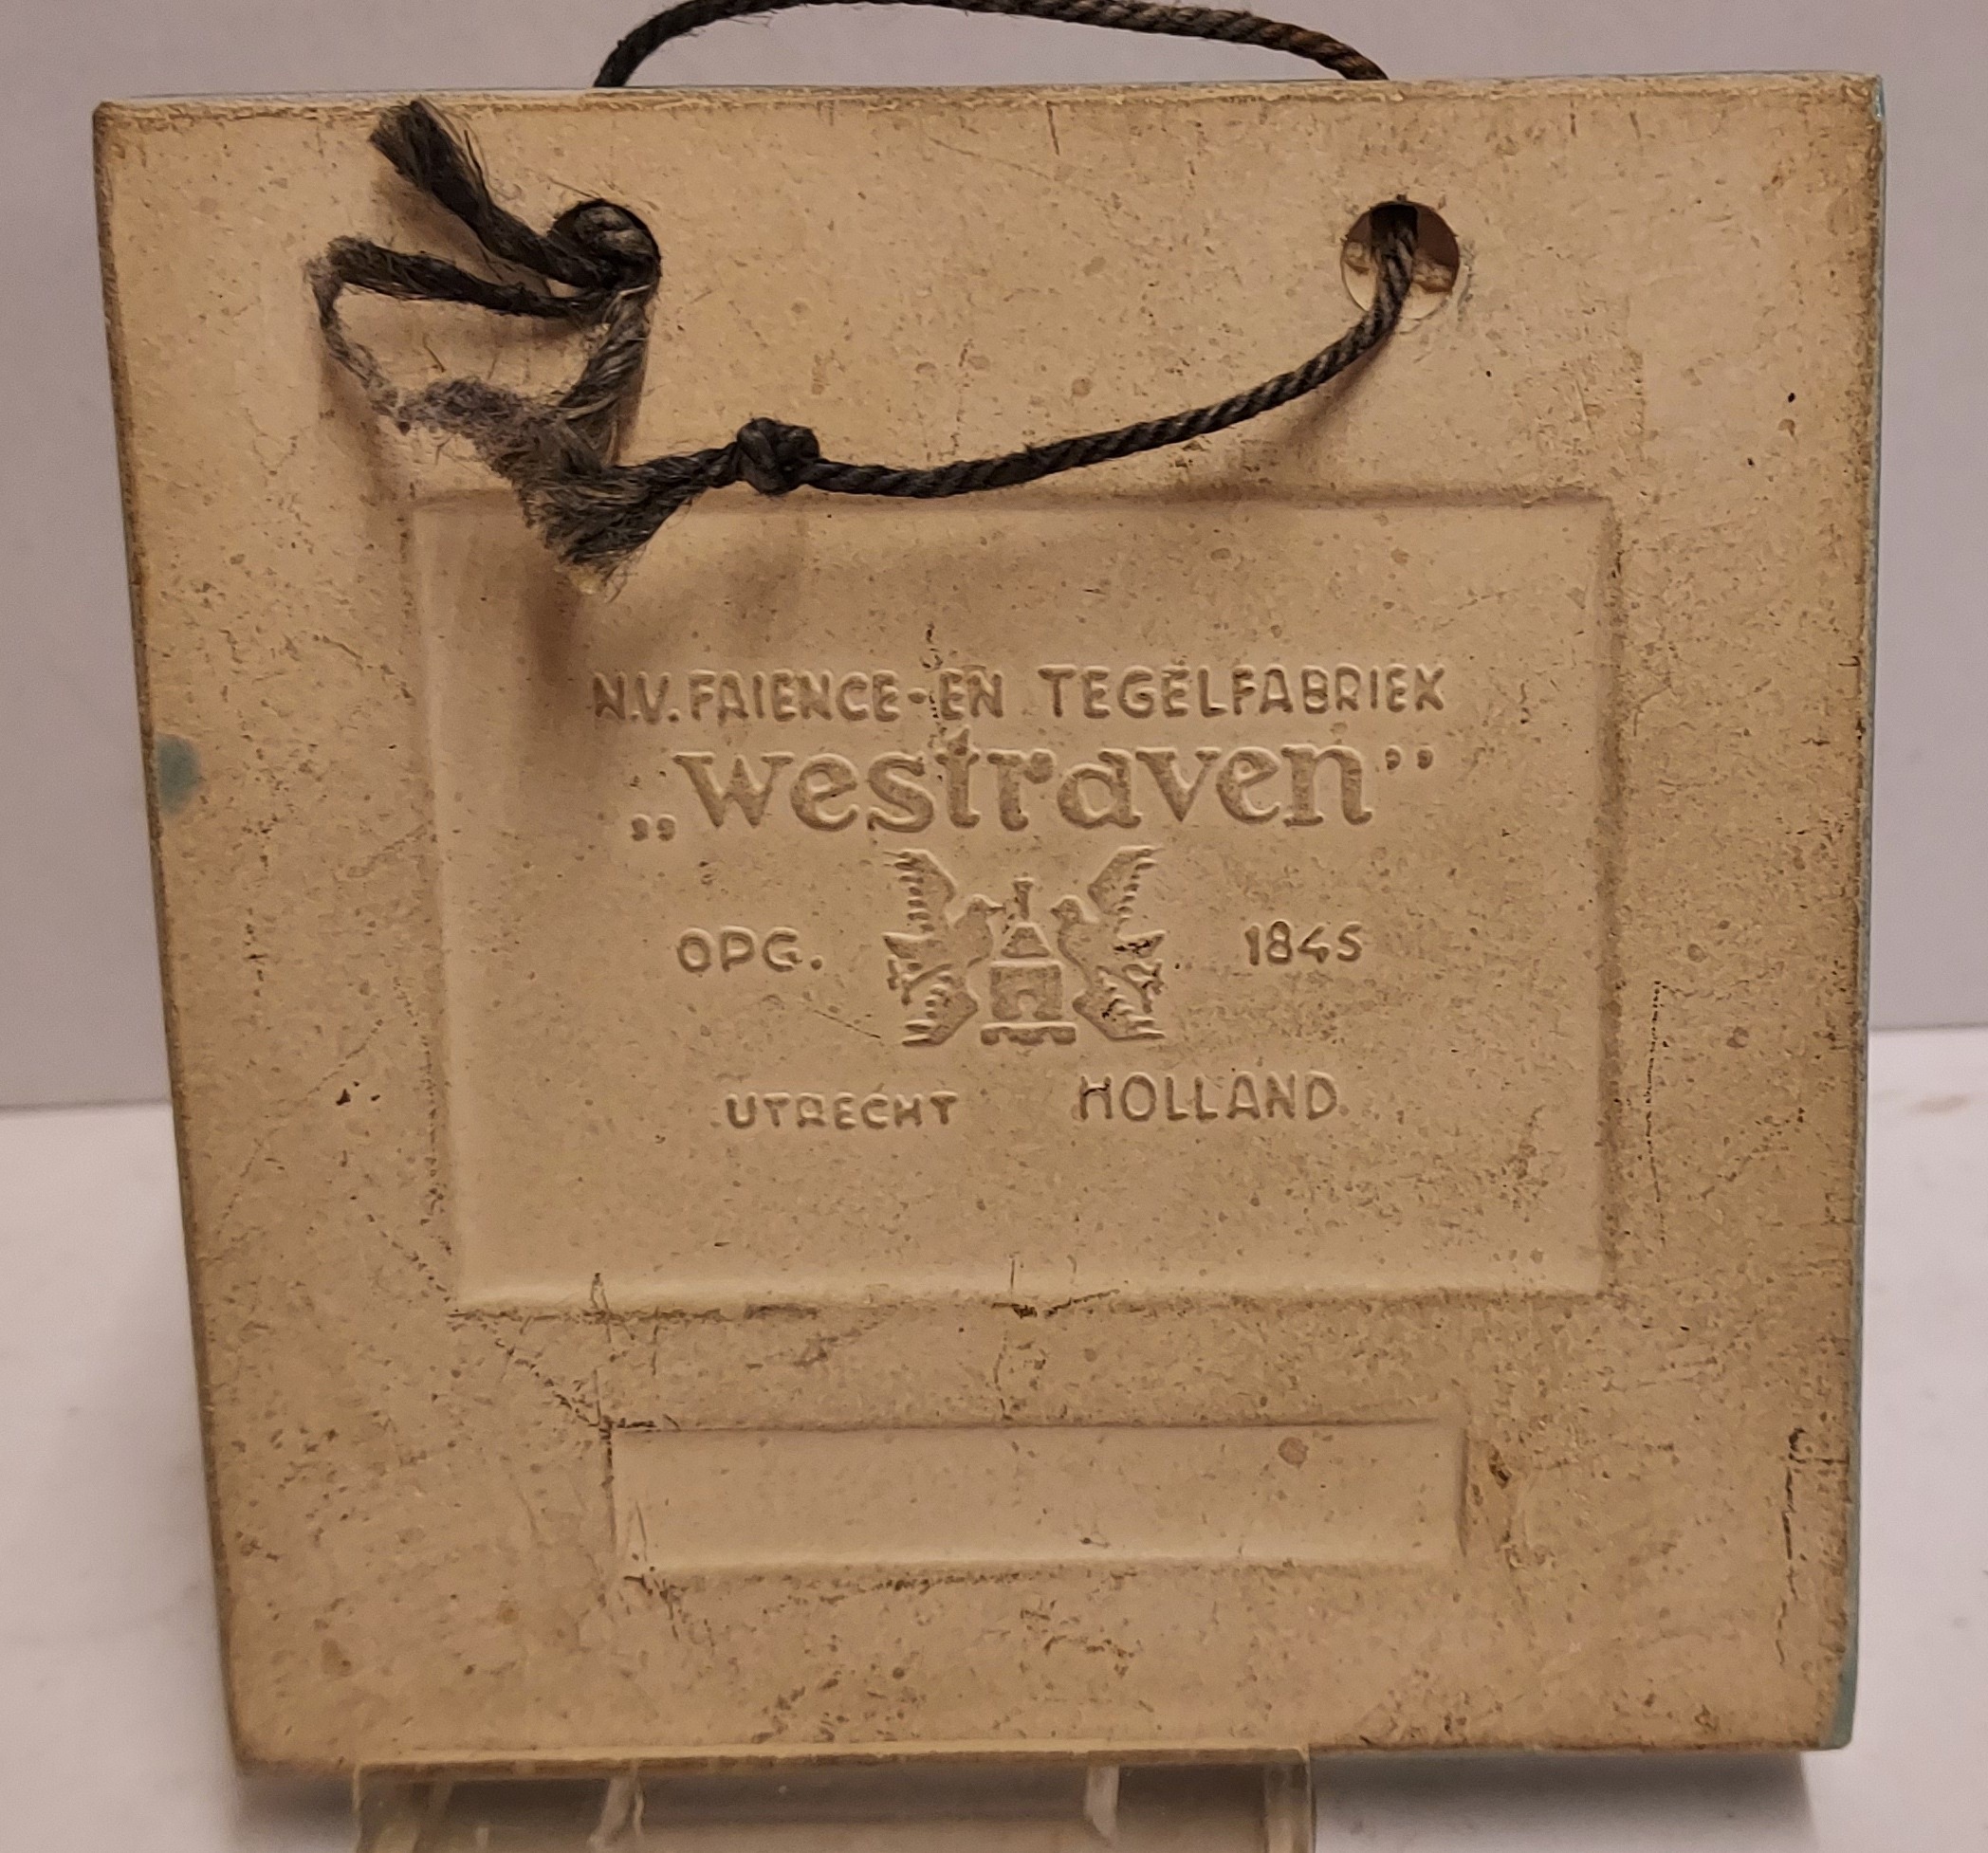 N.V. FAIENCE-EN TEGELFABRIEK
„westraven”
OPG. 1845
UTRECHT HOLLAND.